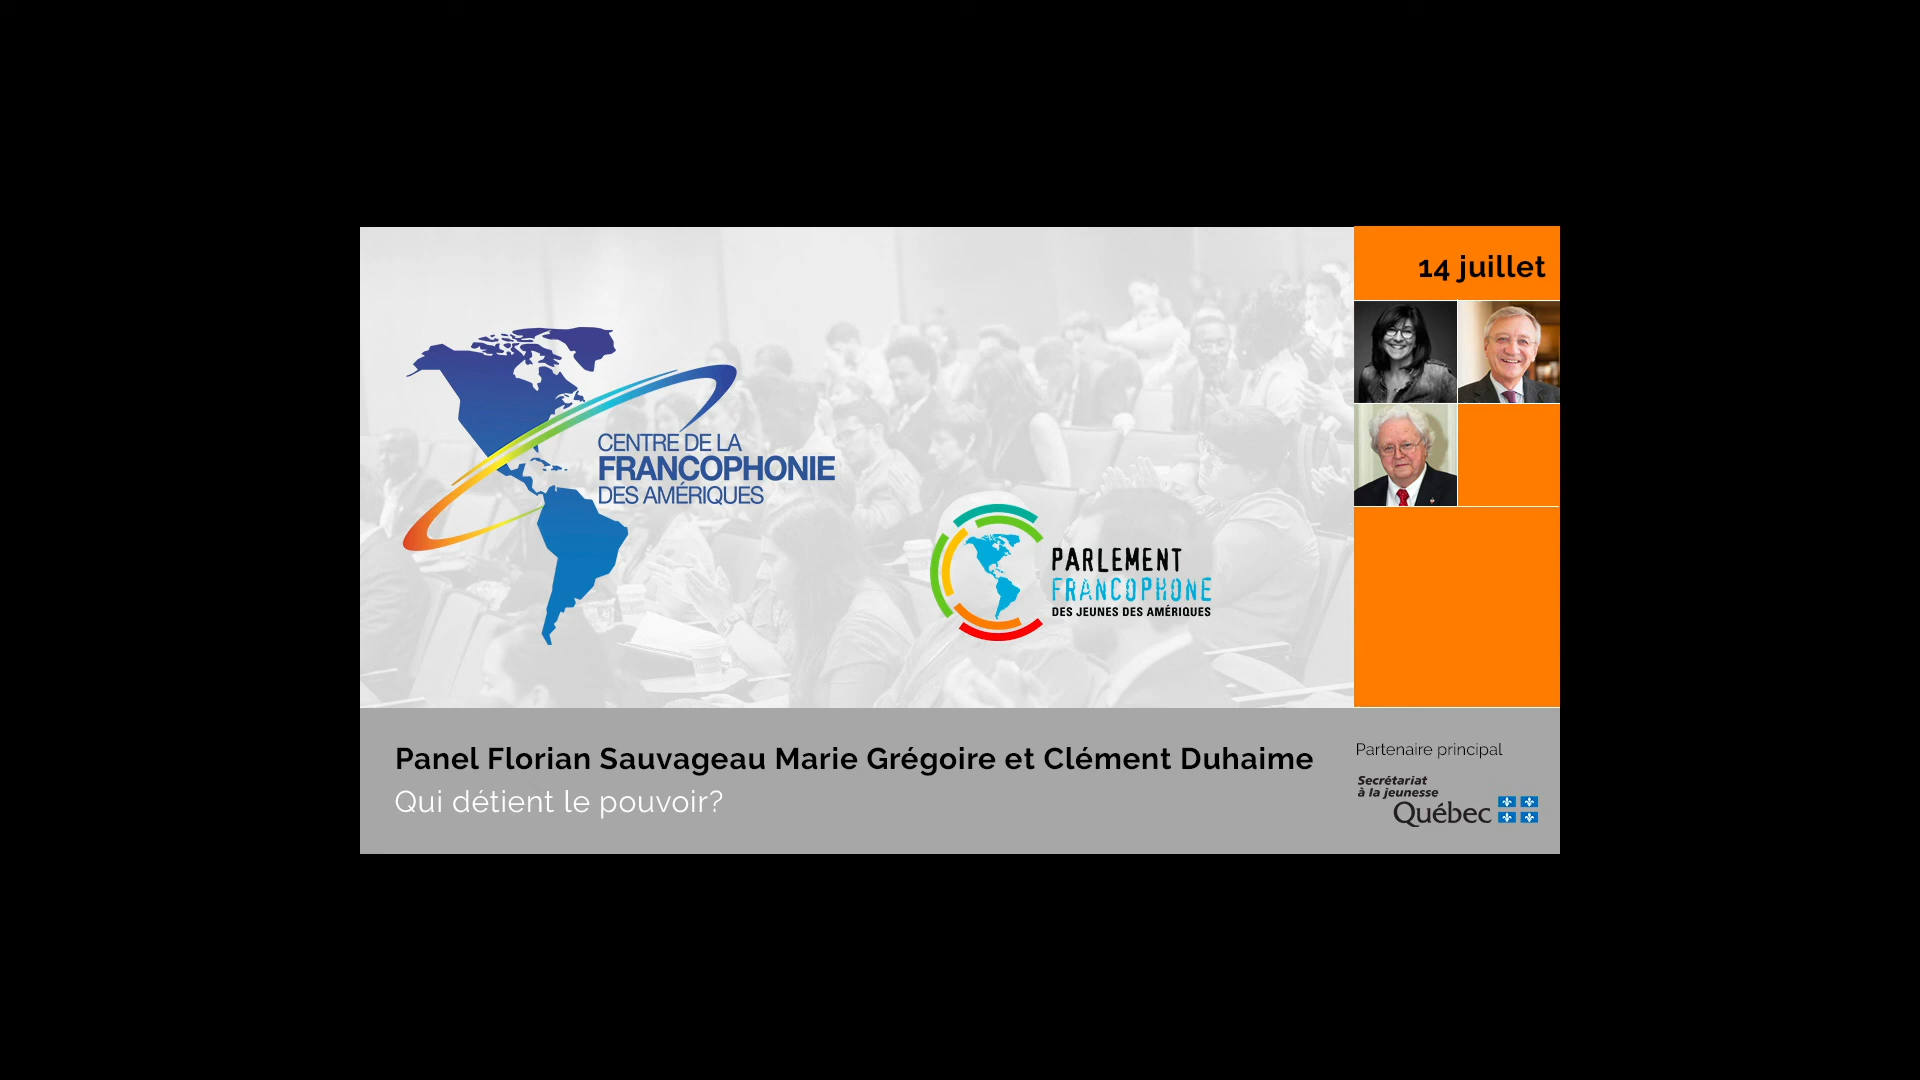 14 juillet
CENTRE DE LA
FRANCOPHONIE
DES AMÉRIQUES
PARLEMENT
FRANCOPHONE
DES JEUNES DES AMÉRIQUES
Panel Florian Sauvageau Marie Grégoire et Clément Duhaime
Qui détient le pouvoir?
Partenaire principal
Secrétariat
à la jeunesse
Québec